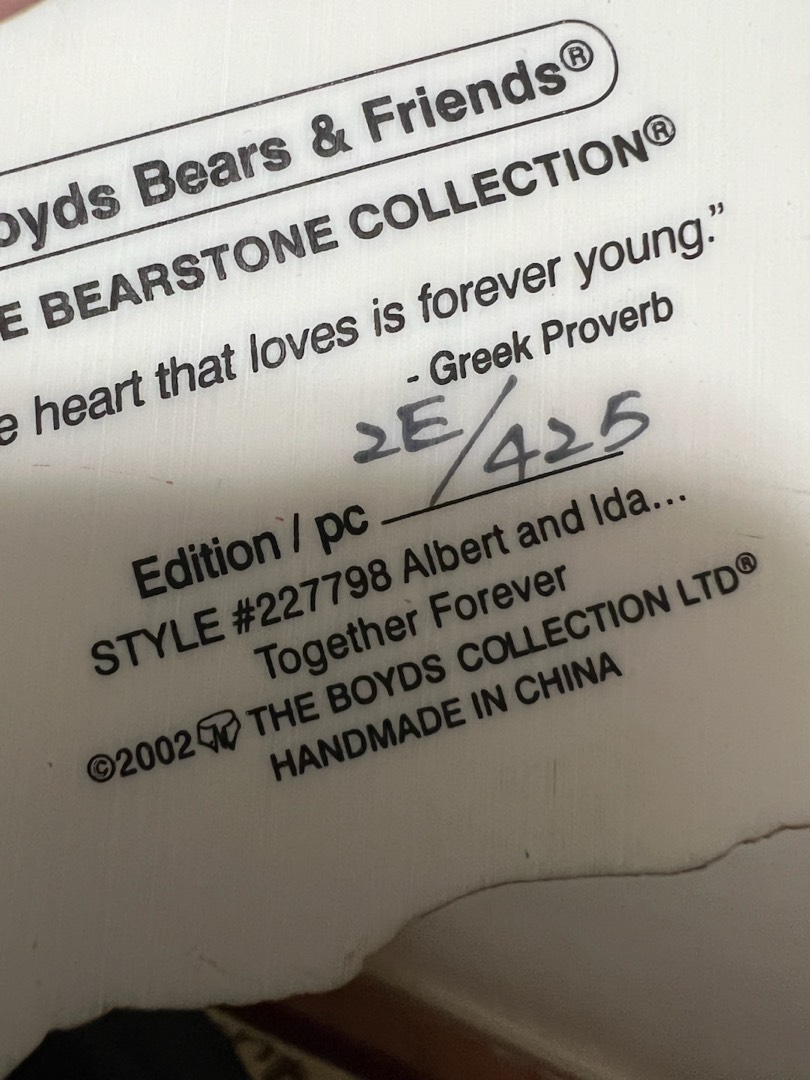 oyds Bears & Friends®
E BEARSTONE COLLECTION®
e heart that loves is forever young."
- Greek Proverb
Edition / pc 2E/425
STYLE #227798 Albert and Ida...
Together Forever
©2002 THE BOYDS COLLECTION LTD®
HANDMADE IN CHINA